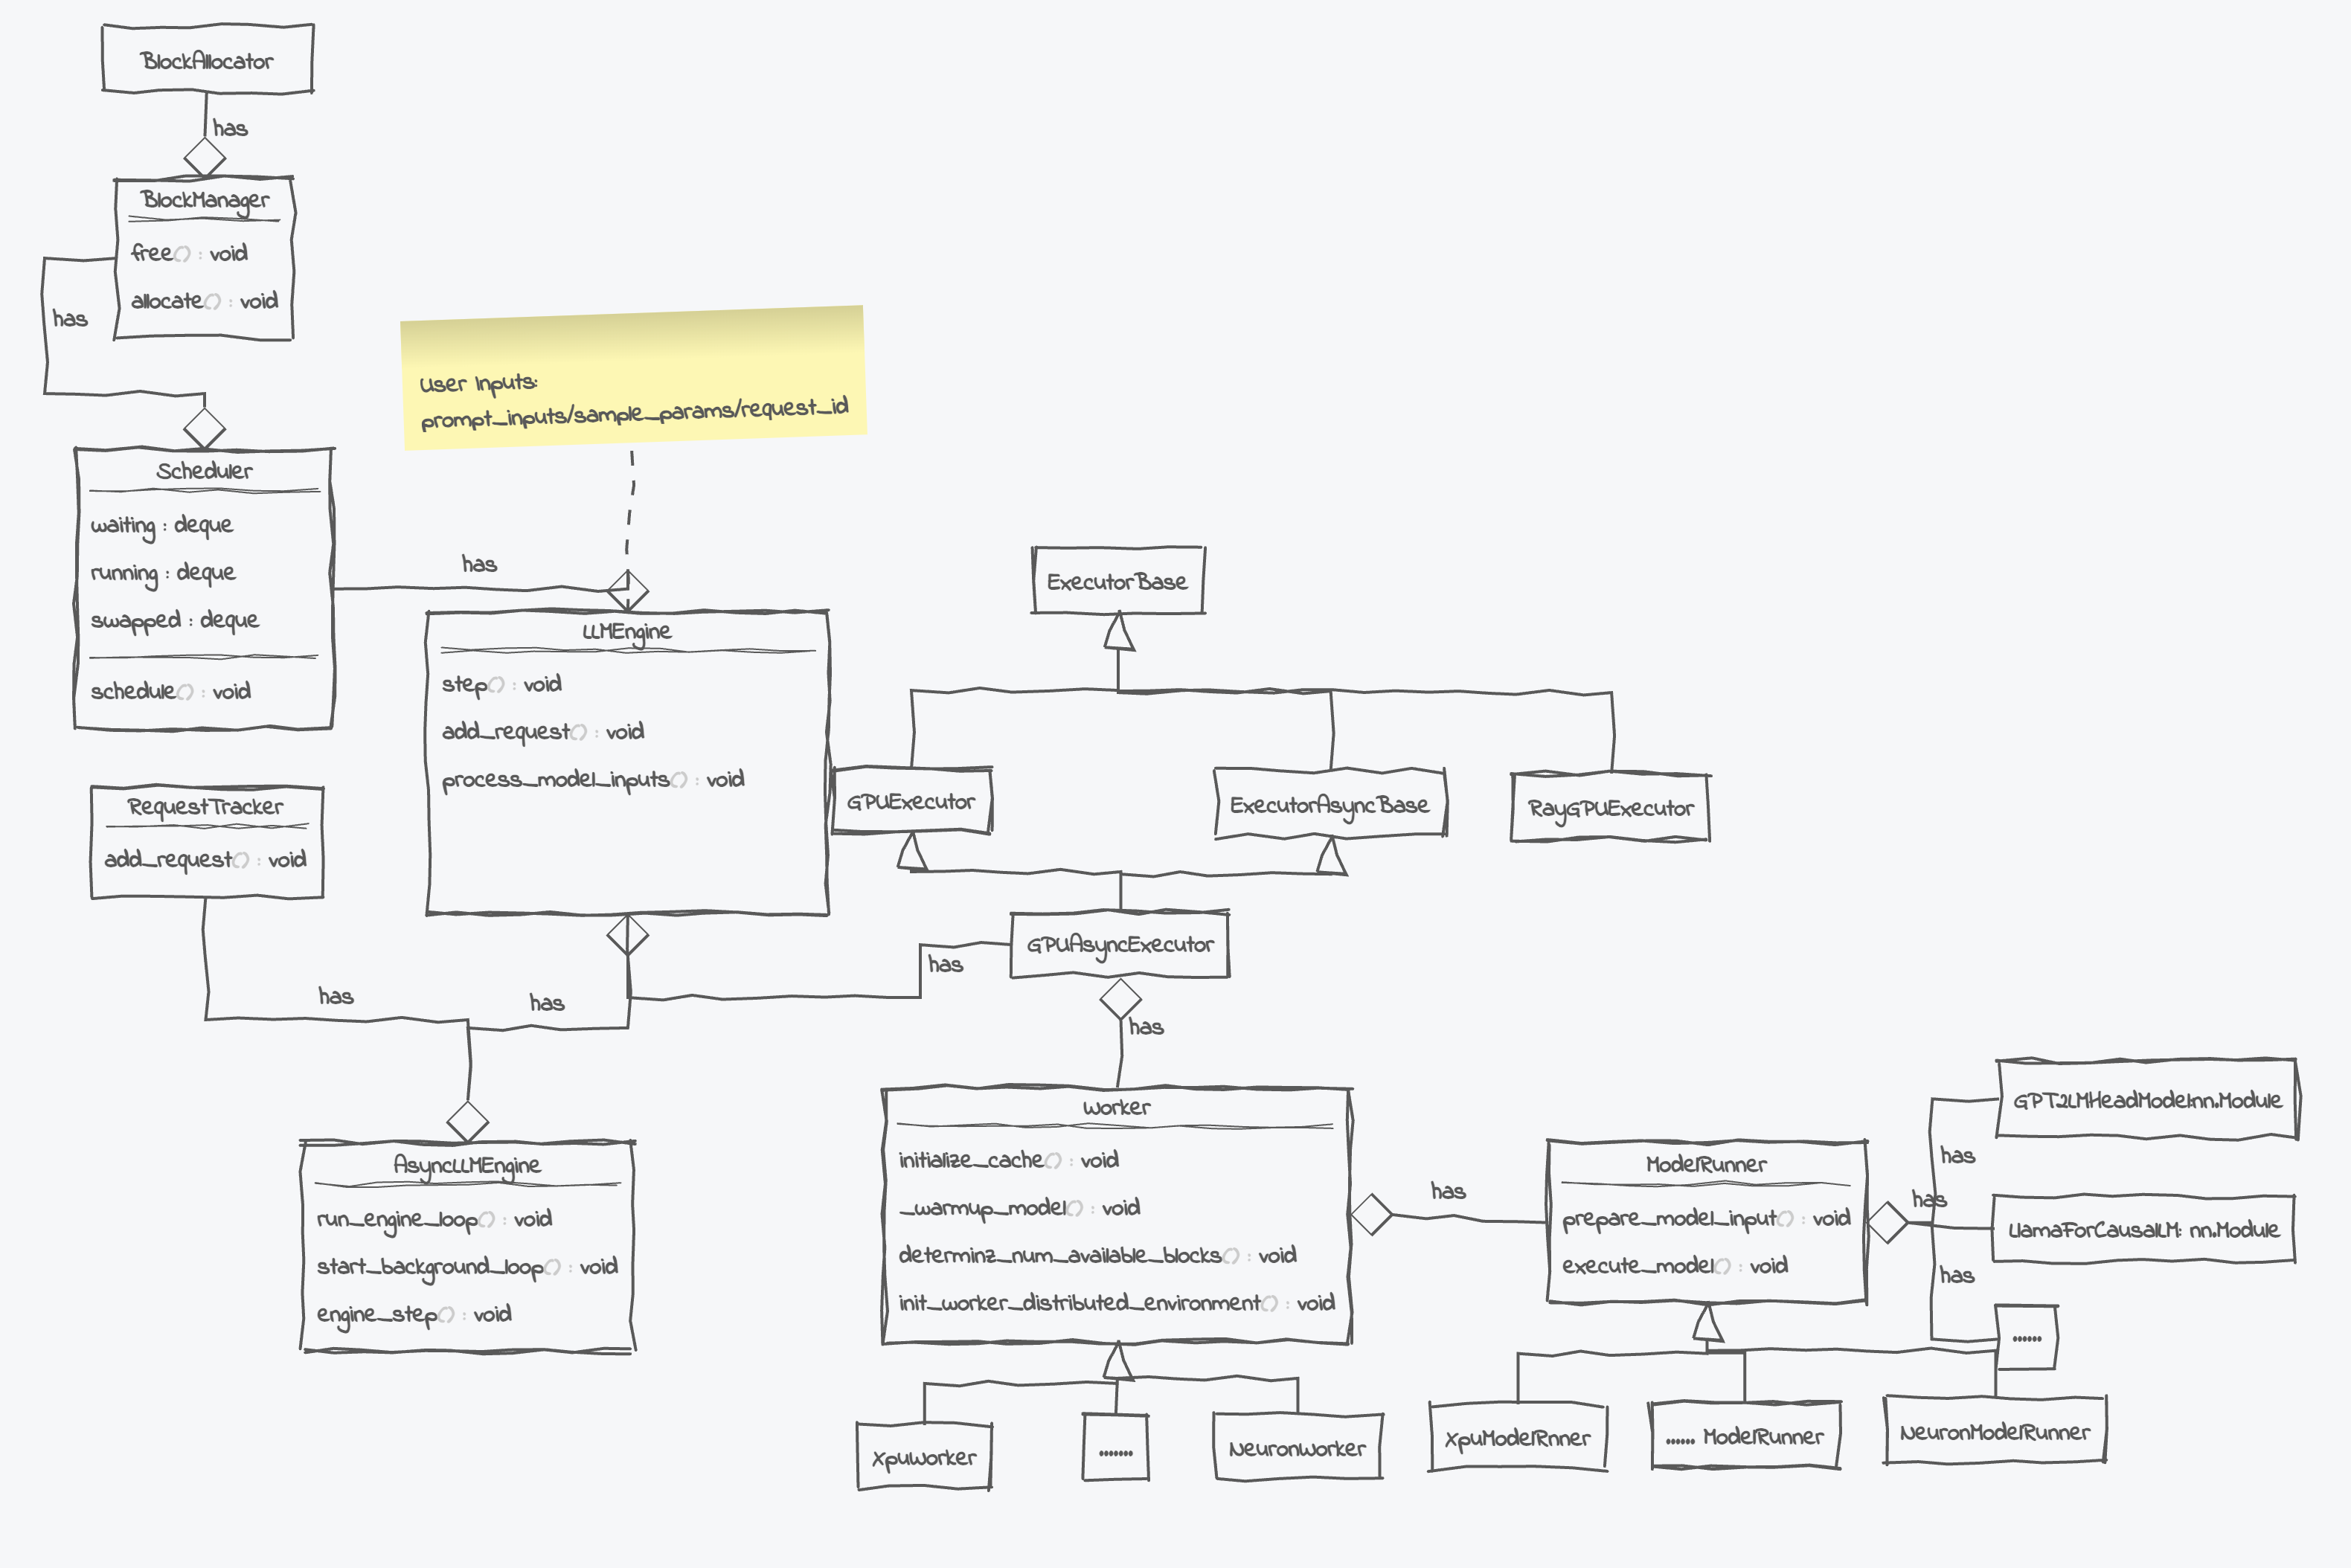 BlockAllocator
has
BlockManager
free() : void
allocate() : void
has
User Inputs:
prompt_inputs/sample_params/request_id
Scheduler
waiting : deque
running : deque
swapped : deque
schedule() : void
has
LLMEngine
step() : void
add_request() : void
process_model_inputs() : void
ExecutorBase
GPUExecutor
ExecutorAsyncBase
RayGPUExecutor
RequestTracker
add_request() : void
has
has
has
GPUAsyncExecutor
has
AsyncLLMEngine
run_engine_loop() : void
start_background_loop() : void
engine_step() : void
Worker
initialize_cache() : void
_warmup_model() : void
determinz_num_available_blocks() : void
init_worker_distributed_environment() : void
has
ModelRunner
prepare_model_input() : void
execute_model() : void
has
has
has
GPT2LMHeadModel:nn.Module
LlamaForCausalLM: nn.Module
......
XpuWorker
.......
NeuronWorker
XpuModelRnner
...... ModelRunner
NeuronModelRunner